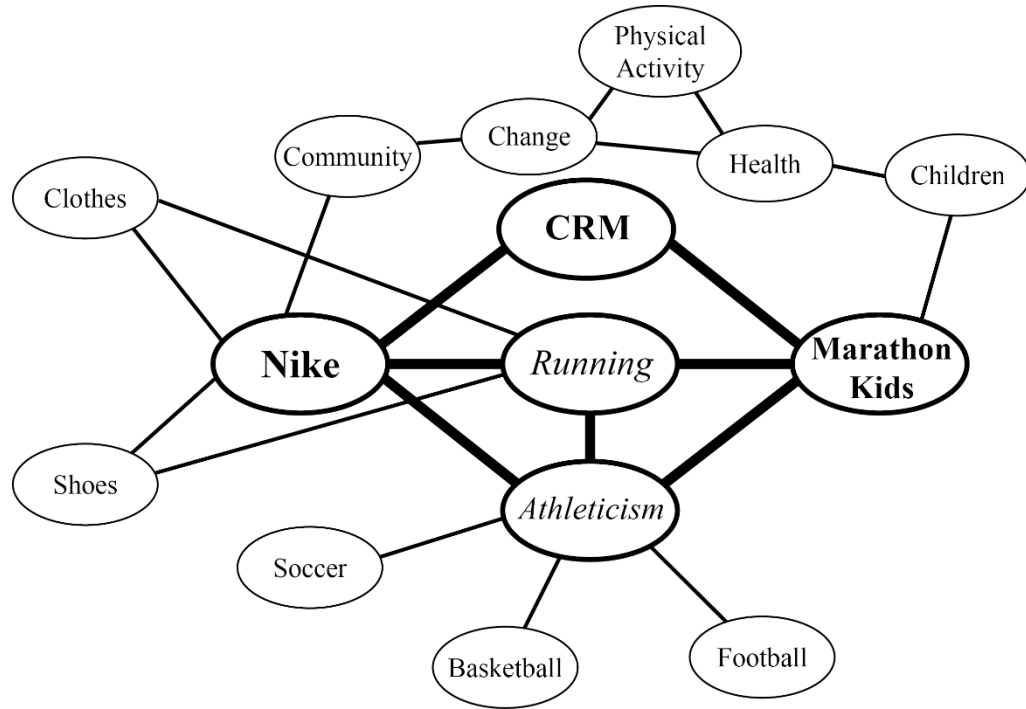 Physical
Activity
Change
Community
Health
Children
Clothes
CRM
Nike
Running
Marathon
Kids
Shoes
Athleticism
Soccer
Basketball
Football